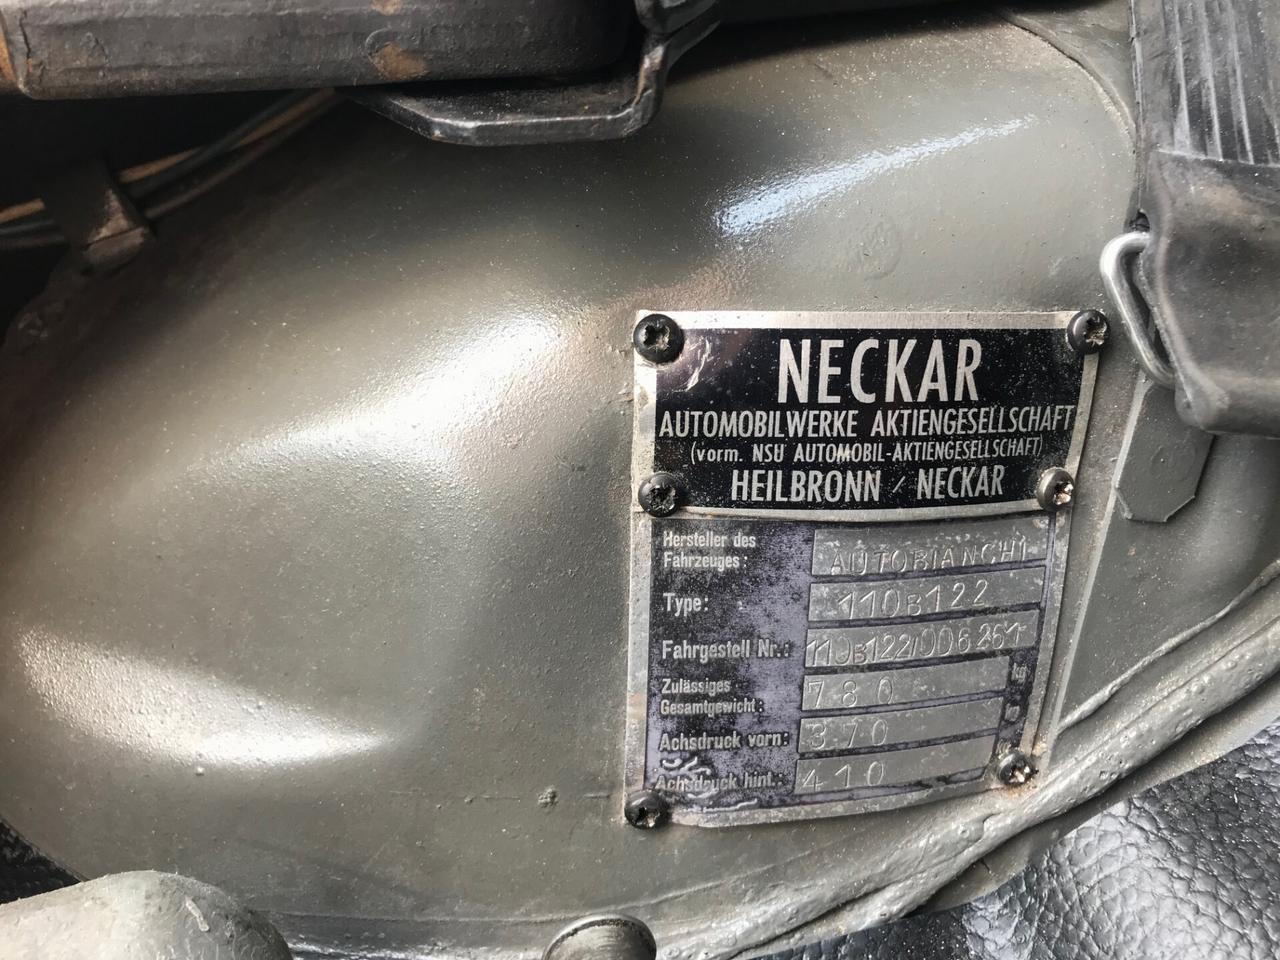 NECKAR
AUTOMOBILWERKE AKTIENGESELLSCHAFT
(vorm. NSU AUTOMOBIL-AKTIENGESELLSCHAFT)
HEILBRONN / NECKAR
Hersteller des
Fahrzeuges: AUTOBIANCHI
Type: 110B122
Fahrgestell Nr.: 110B122/006261
Zulässiges
Gesamtgewicht: 780 kg
Achsdruck vorn: 370
Achsdruck hint.: 410